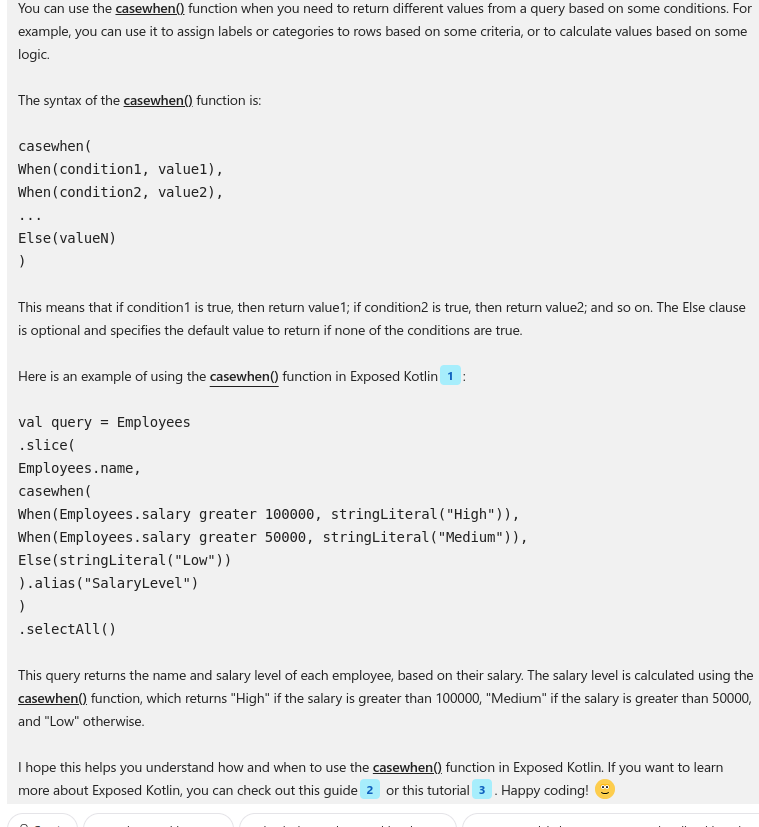 You can use the casewhen() function when you need to return different values from a query based on some conditions. For
example, you can use it to assign labels or categories to rows based on some criteria, or to calculate values based on some
logic.
The syntax of the casewhen() function is:
casewhen(
When(condition1, value1),
When(condition2, value2),
...
Else(valueN)
)
This means that if condition1 is true, then return value1; if condition2 is true, then return value2; and so on. The Else clause
is optional and specifies the default value to return if none of the conditions are true.
Here is an example of using the casewhen() function in Exposed Kotlin 1 :
val query = Employees
.slice(
Employees.name,
casewhen(
When(Employees.salary greater 100000, stringLiteral("High")),
When(Employees.salary greater 50000, stringLiteral("Medium")),
Else(stringLiteral("Low"))
).alias("SalaryLevel")
)
.selectAll()
This query returns the name and salary level of each employee, based on their salary. The salary level is calculated using the
casewhen() function, which returns "High" if the salary is greater than 100000, "Medium" if the salary is greater than 50000,
and "Low" otherwise.
I hope this helps you understand how and when to use the casewhen() function in Exposed Kotlin. If you want to learn
more about Exposed Kotlin, you can check out this guide 2 or this tutorial 3 . Happy coding! 😊